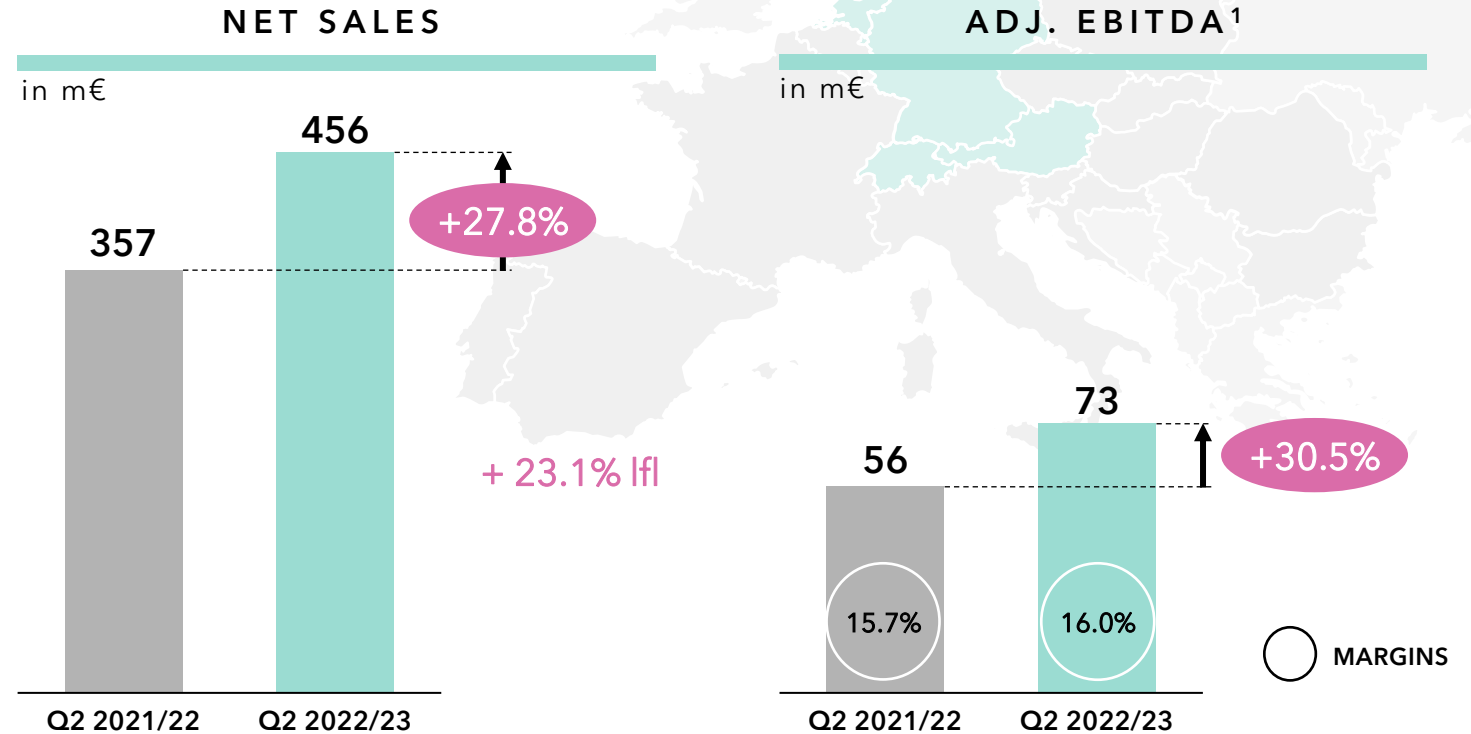 NET SALES
in m€
456
357
+27.8%
+ 23.1% lfl
Q2 2021/22 Q2 2022/23
ADJ. EBITDA¹
in m€
73
56
+30.5%
15.7% 16.0%
MARGINS
Q2 2021/22 Q2 2022/23